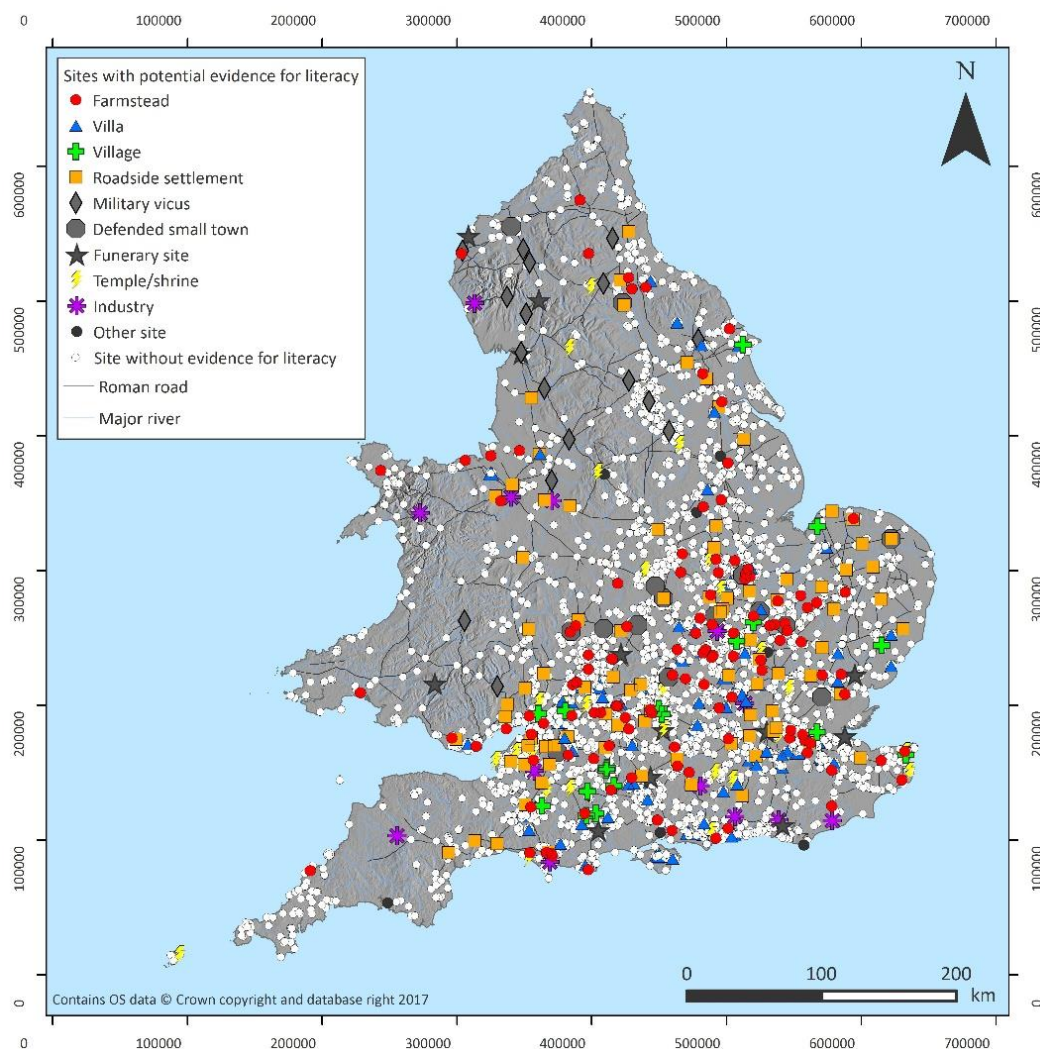 0 100000 200000 300000 400000 500000 600000 700000
Sites with potential evidence for literacy
Farmstead
Villa
Village
Roadside settlement
Military vicus
Defended small town
Funerary site
Temple/shrine
Industry
Other site
Site without evidence for literacy
Roman road
Major river
N
600000
500000
400000
300000
200000
100000
0
600000
500000
400000
300000
200000
100000
0
0 100 200
km
Contains OS data © Crown copyright and database right 2017
0 100000 200000 300000 400000 500000 600000 700000